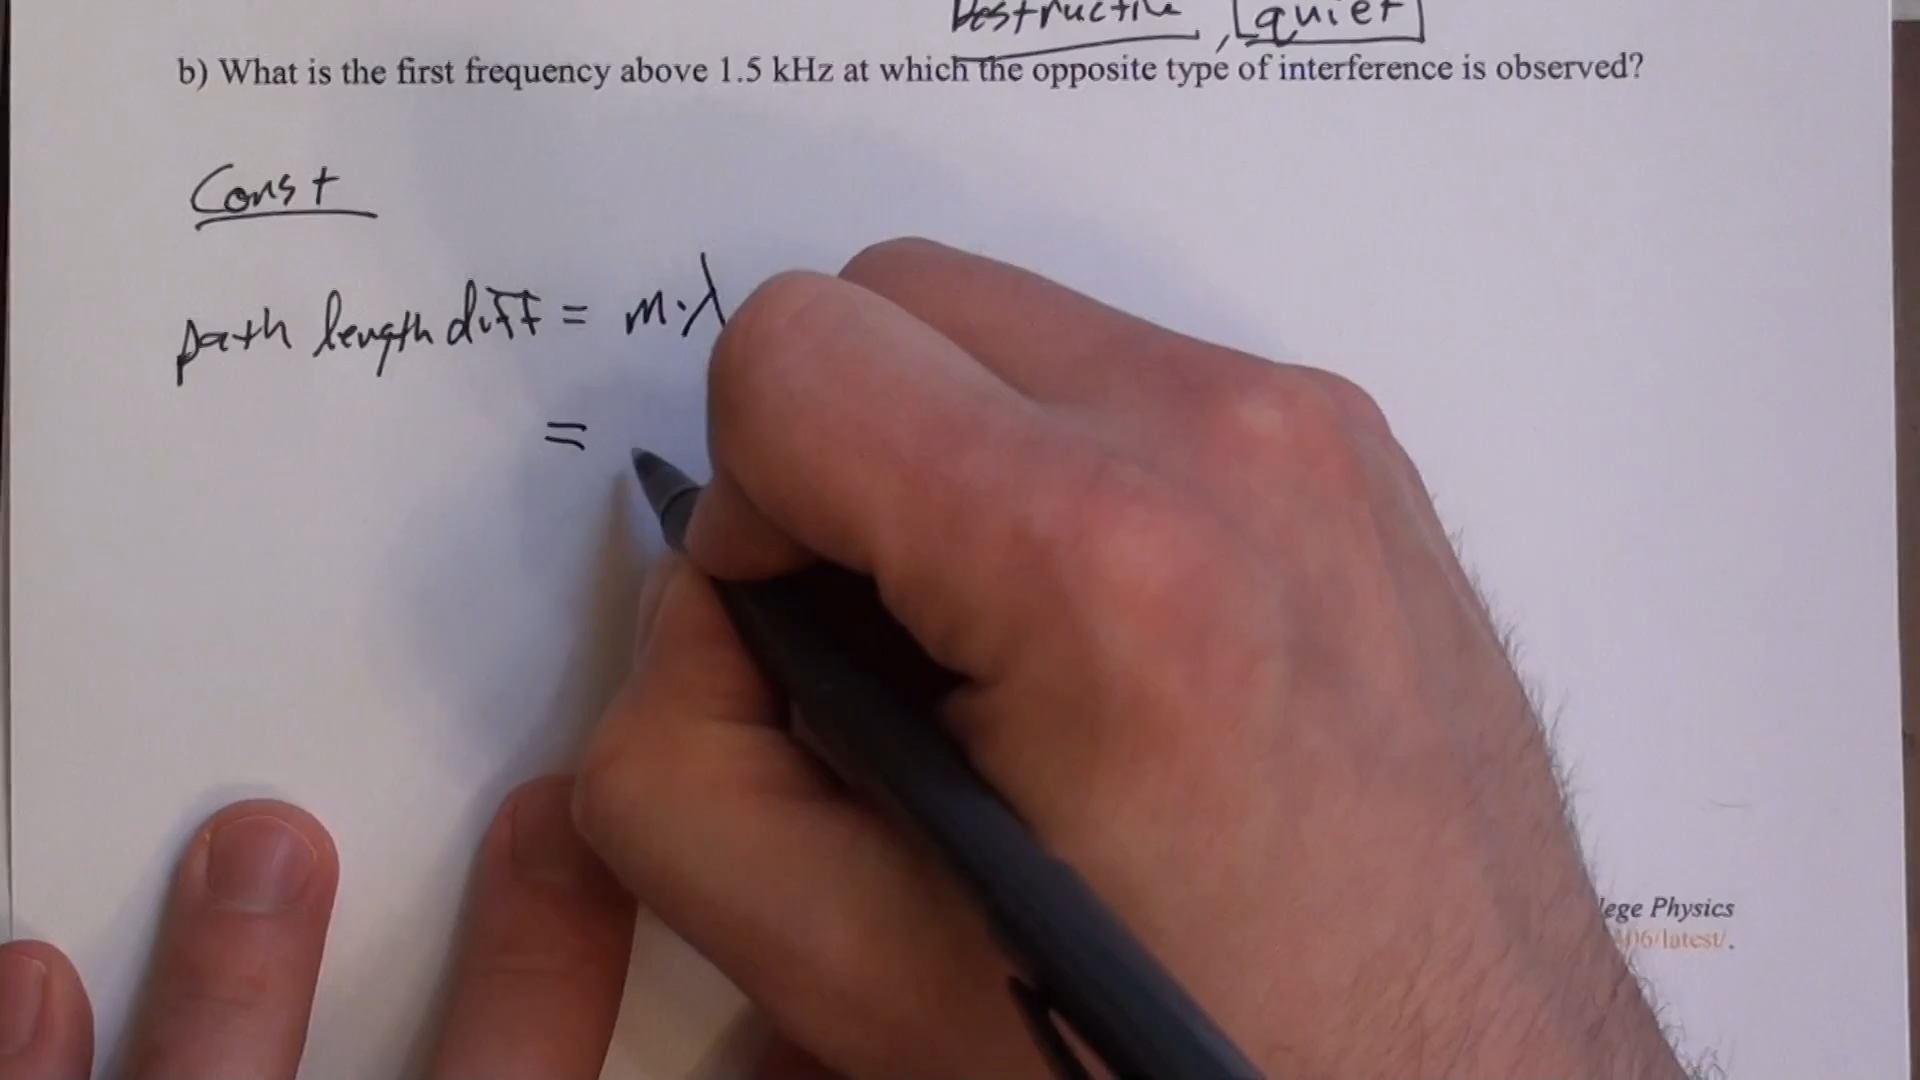 Destructive, quiet
b) What is the first frequency above 1.5 kHz at which the opposite type of interference is observed?
Const
path length diff = m·λ
=
Physics
/latest/.